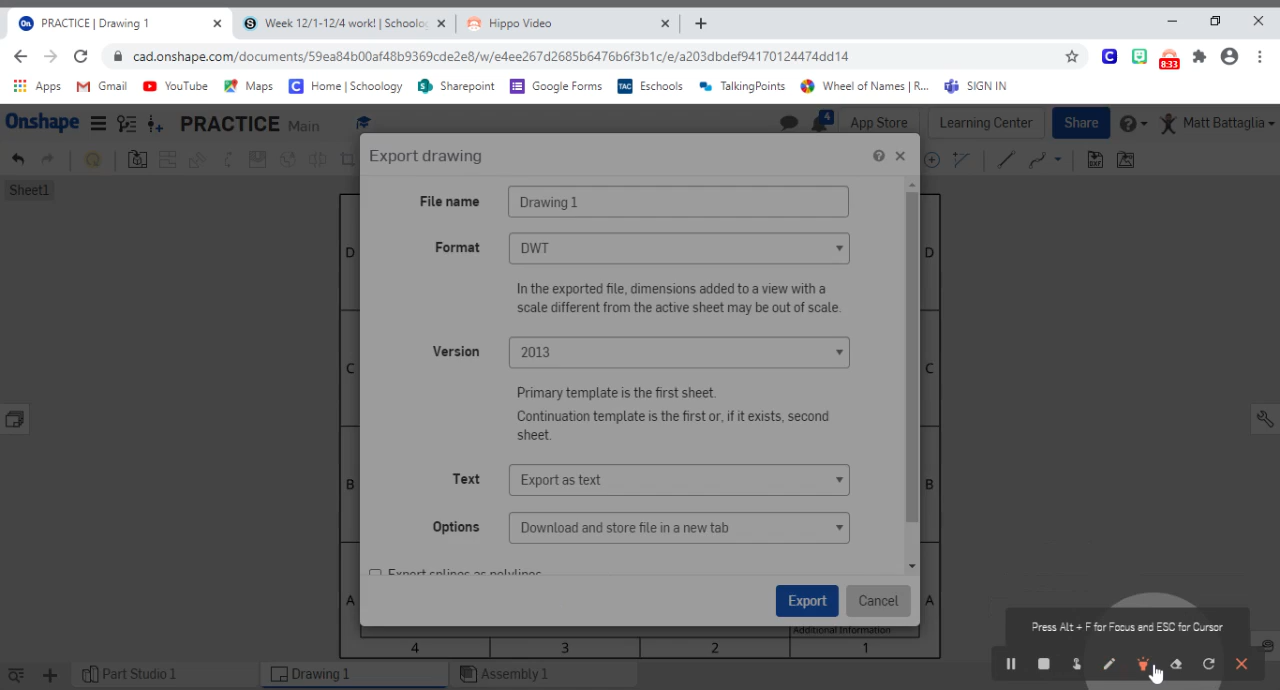 PRACTICE | Drawing 1
Week 12/1-12/4 work! | Schoolog
Hippo Video
cad.onshape.com/documents/59ea84b00af48b9369cde2e8/w/e4ee267d2685b6476b6f3b1c/e/a203dbdef94170124474dd14
8:33
Apps
Gmail
YouTube
Maps
Home | Schoology
Sharepoint
Google Forms
TAC
Eschools
TalkingPoints
Wheel of Names | R...
SIGN IN
Onshape
PRACTICE
Main
4
App Store
Learning Center
Share
Matt Battaglia
Sheet1
Export drawing
File name
Drawing 1
Format
DWT
In the exported file, dimensions added to a view with a
scale different from the active sheet may be out of scale.
Version
2013
Primary template is the first sheet.
Continuation template is the first or, if it exists, second
sheet.
Text
Export as text
Options
Download and store file in a new tab
Export splines as polylines
Export
Cancel
D
D
C
C
B
B
A
A
Additional Information
4
3
2
1
Press Alt + F for Focus and ESC for Cursor
Part Studio 1
Drawing 1
Assembly 1